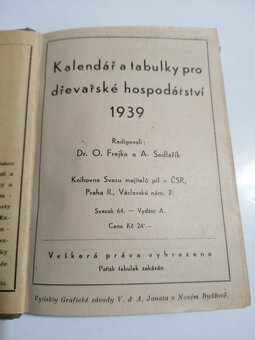 Kalendář a tabulky pro
dřevařské hospodářství
1939
Redigovali:
Dr. O. Frejka a A. Sedlařík
Knihovna Svazu majitelů pil v ČSR,
Praha II., Václavské nám. 7
Svazek 64. — Vydání A.
Cena Kč 24·—
Veškerá práva vyhrazena
Patisk tabulek zakázán
Vytiskly Grafické závody V. & A. Janata v Novém Bydžově.